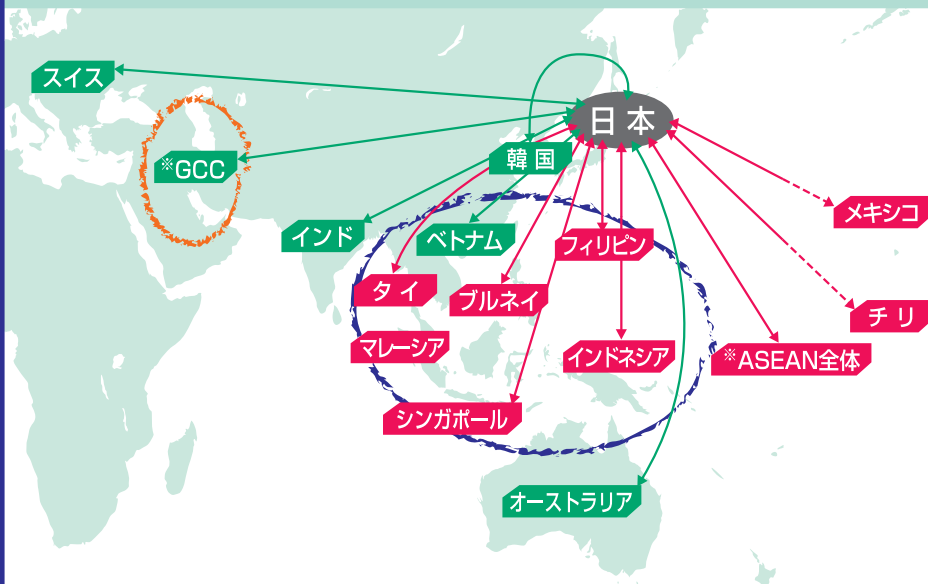 スイス
日本
※GCC
韓国
インド
ベトナム
フィリピン
メキシコ
タイ
ブルネイ
チリ
マレーシア
インドネシア
※ASEAN全体
シンガポール
オーストラリア